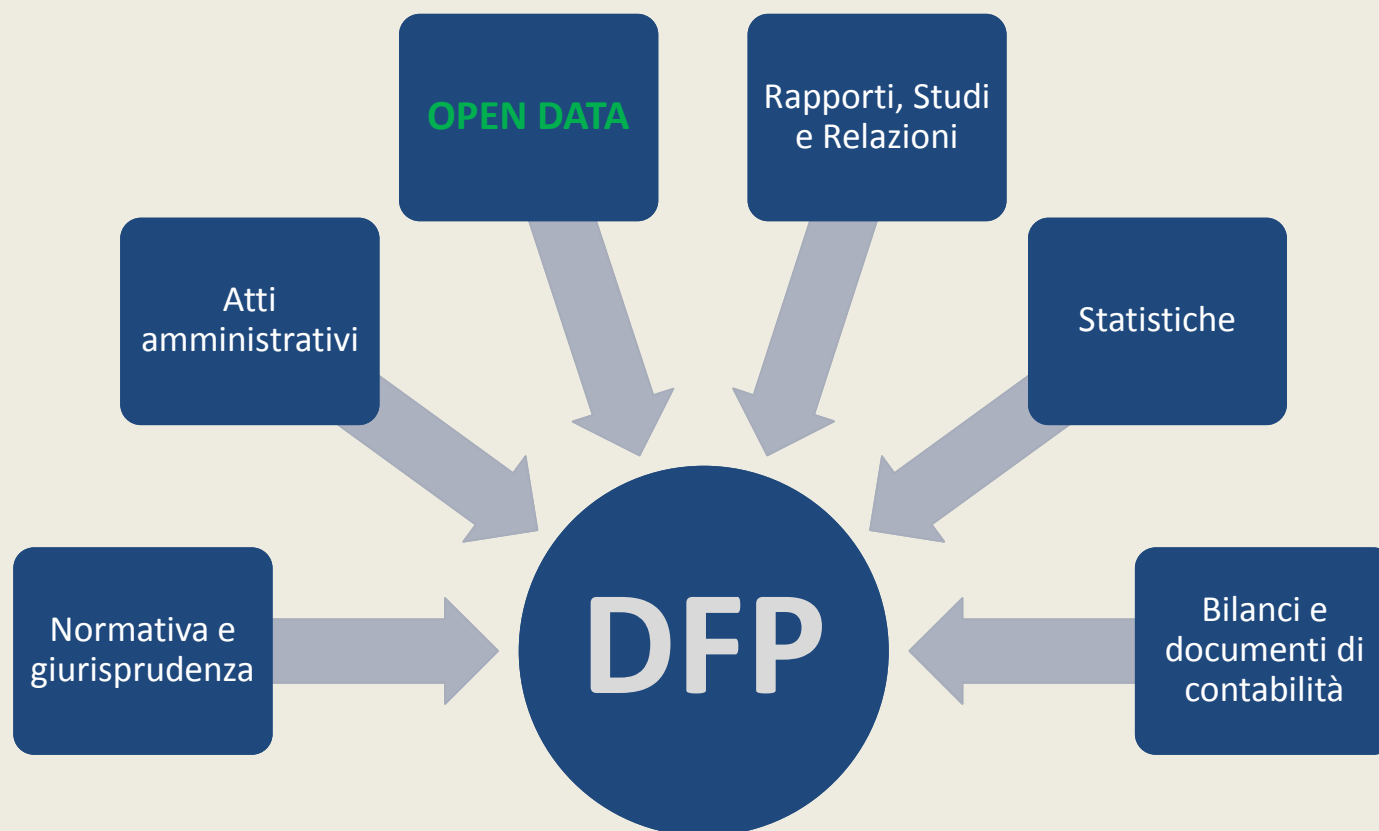 OPEN DATA
Rapporti, Studi
e Relazioni
Atti
amministrativi
Statistiche
Normativa e
giurisprudenza
DFP
Bilanci e
documenti di
contabilità